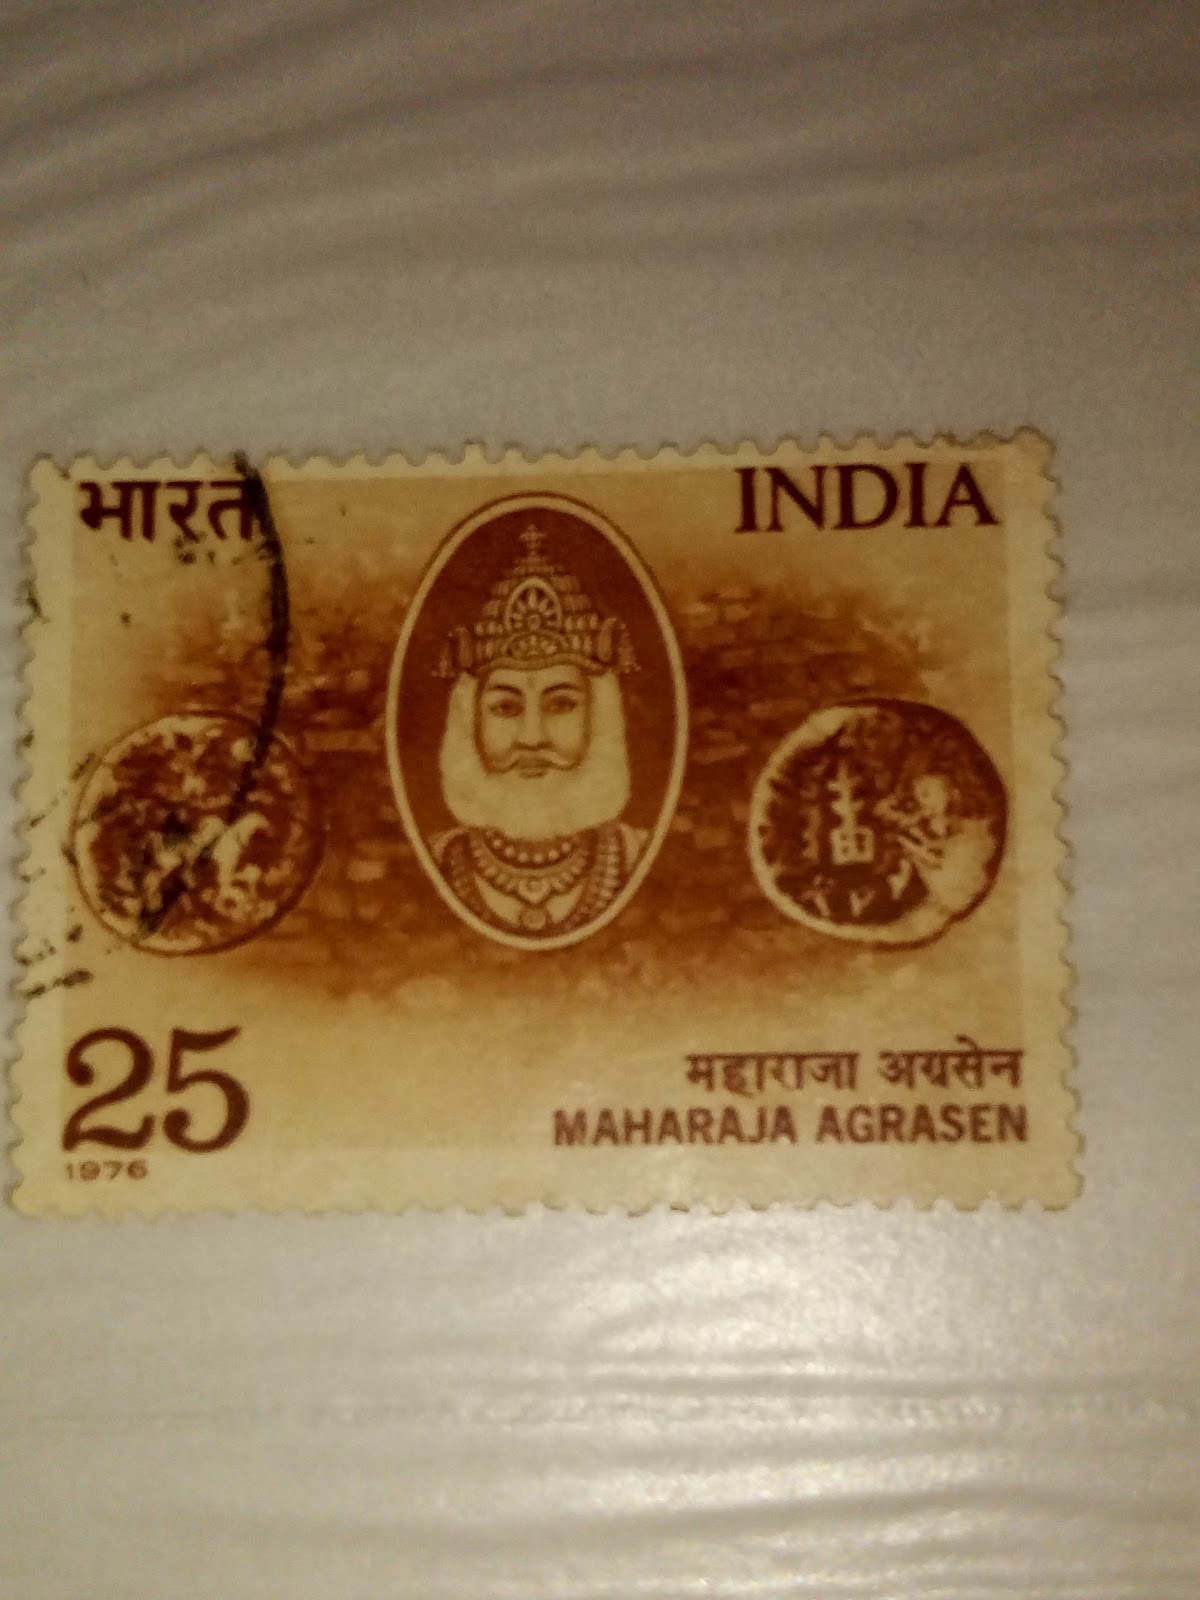 भारत
INDIA
25
1976
महाराजा अग्रसेन
MAHARAJA AGRASEN